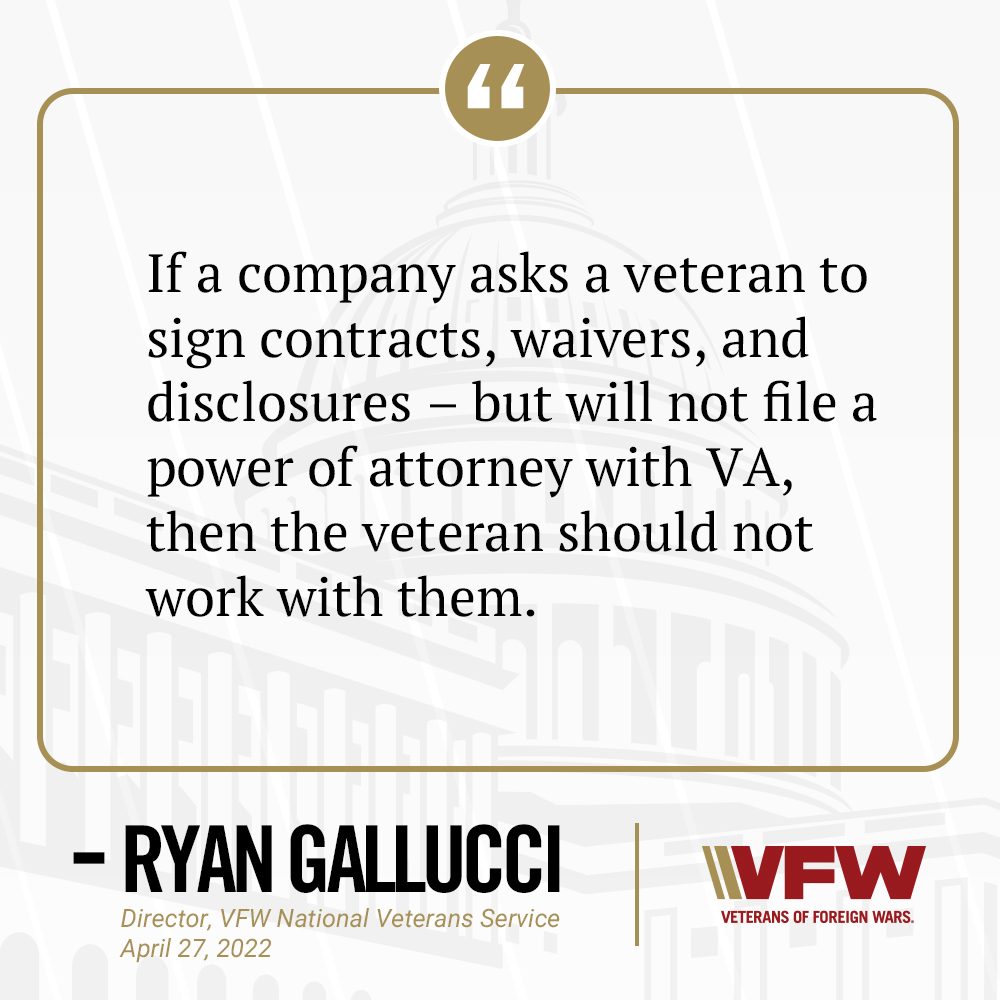 “
If a company asks a veteran to
sign contracts, waivers, and
disclosures – but will not file a
power of attorney with VA,
then the veteran should not
work with them.
– RYAN GALLUCCI
Director, VFW National Veterans Service
April 27, 2022
VFW
VETERANS OF FOREIGN WARS.